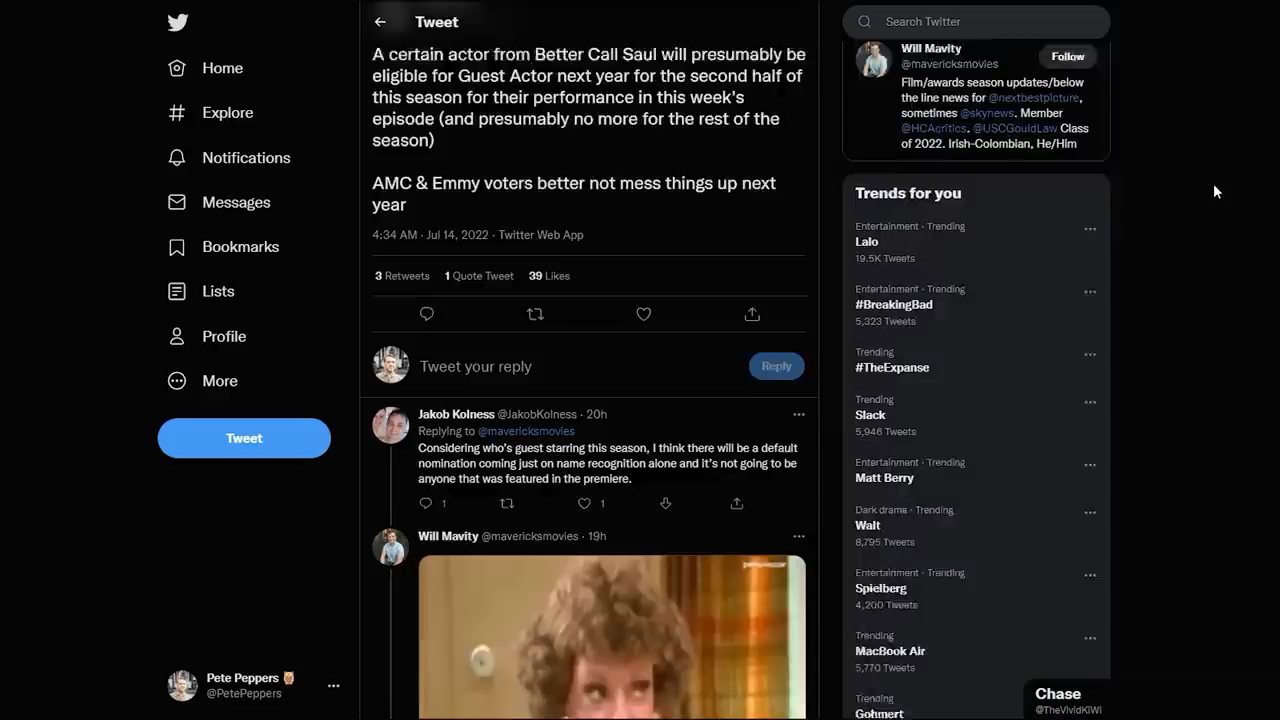 Tweet
Search Twitter
Home
Explore
Notifications
Messages
Bookmarks
Lists
Profile
More
Tweet
Pete Peppers
@PetePeppers
A certain actor from Better Call Saul will presumably be
eligible for Guest Actor next year for the second half of
this season for their performance in this week's
episode (and presumably no more for the rest of the
season)
AMC & Emmy voters better not mess things up next
year
4:34 AM · Jul 14, 2022 · Twitter Web App
3 Retweets 1 Quote Tweet 39 Likes
Tweet your reply
Reply
Jakob Kolness @JakobKolness · 20h
Replying to @mavericksmovies
Considering who's guest starring this season, I think there will be a default
nomination coming just on name recognition alone and it's not going to be
anyone that was featured in the premiere.
1 1
Will Mavity @mavericksmovies · 19h
Will Mavity
@mavericksmovies
Follow
Film/awards season updates/below
the line news for @nextbestpicture,
sometimes @skynews. Member
@HCAcritics. @USCGouldLaw Class
of 2022. Irish-Colombian, He/Him
Trends for you
Entertainment · Trending
Lalo
19.5K Tweets
Entertainment · Trending
#BreakingBad
5,323 Tweets
Trending
#TheExpanse
Trending
Slack
5,946 Tweets
Entertainment · Trending
Matt Berry
Dark drama · Trending
Walt
8,795 Tweets
Entertainment · Trending
Spielberg
4,200 Tweets
Trending
MacBook Air
5,770 Tweets
Trending
Gohmert
Chase
@TheVividKiWi